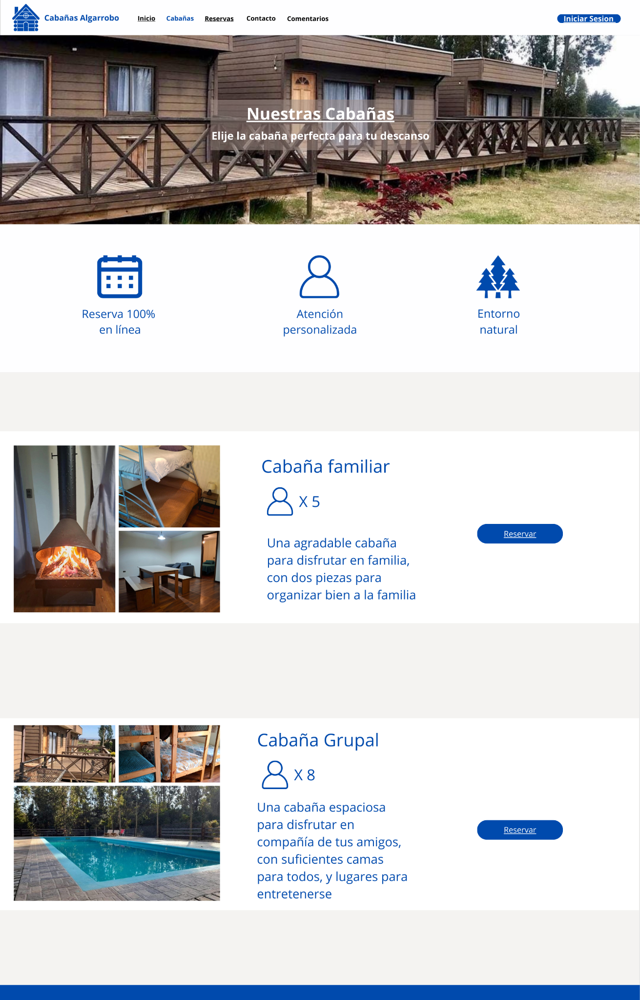 Cabañas Algarrobo
Inicio
Cabañas
Reservas
Contacto
Comentarios
Iniciar Sesion
Nuestras Cabañas
Elije la cabaña perfecta para tu descanso
Reserva 100%
en línea
Atención
personalizada
Entorno
natural
Cabaña familiar
X 5
Una agradable cabaña
para disfrutar en familia,
con dos piezas para
organizar bien a la familia
Reservar
Cabaña Grupal
X 8
Una cabaña espaciosa
para disfrutar en
compañía de tus amigos,
con suficientes camas
para todos, y lugares para
entretenerse
Reservar